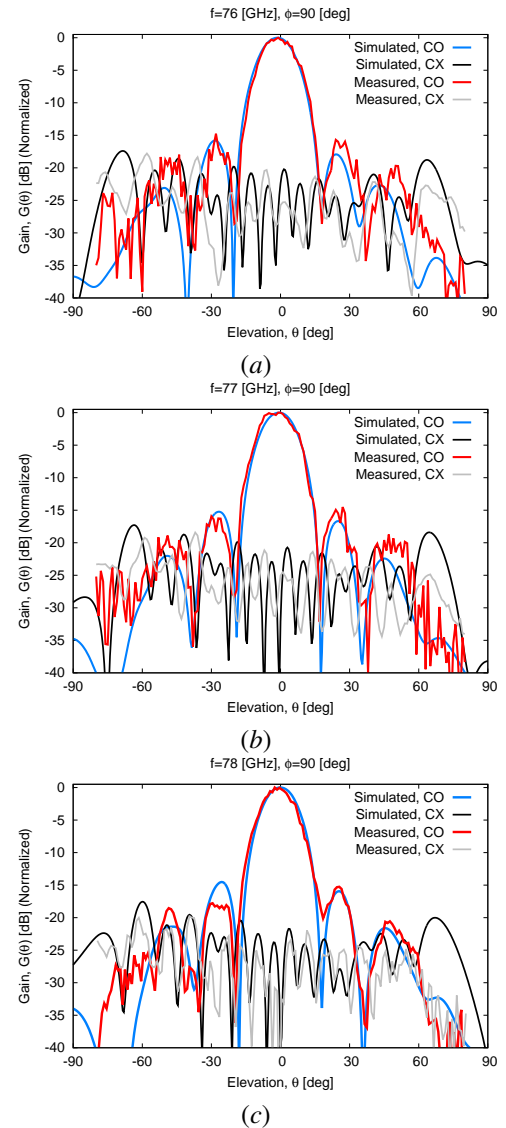 f=76 [GHz], ϕ=90 [deg]
Gain, G(θ) [dB] (Normalized)
0
-5
-10
-15
-20
-25
-30
-35
-40
Simulated, CO
Simulated, CX
Measured, CO
Measured, CX
-90 -60 -30 0 30 60 90
Elevation, θ [deg]
(a)
f=77 [GHz], ϕ=90 [deg]
Gain, G(θ) [dB] (Normalized)
0
-5
-10
-15
-20
-25
-30
-35
-40
Simulated, CO
Simulated, CX
Measured, CO
Measured, CX
-90 -60 -30 0 30 60 90
Elevation, θ [deg]
(b)
f=78 [GHz], ϕ=90 [deg]
Gain, G(θ) [dB] (Normalized)
0
-5
-10
-15
-20
-25
-30
-35
-40
Simulated, CO
Simulated, CX
Measured, CO
Measured, CX
-90 -60 -30 0 30 60 90
Elevation, θ [deg]
(c)